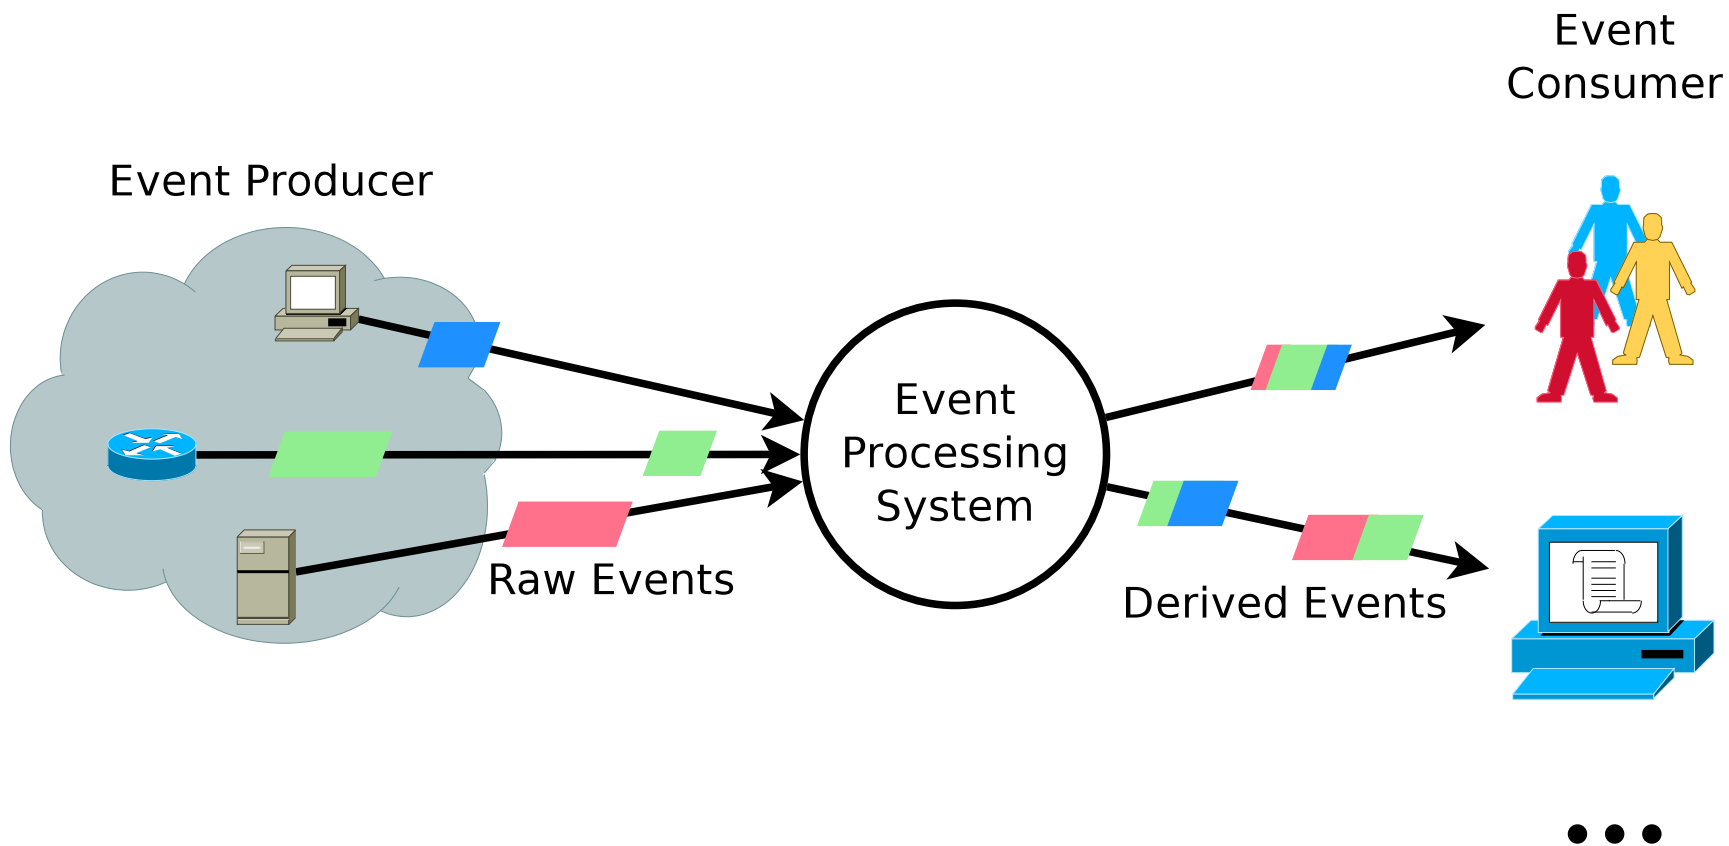 Event
Consumer
Event Producer
Event
Processing
System
Raw Events
Derived Events